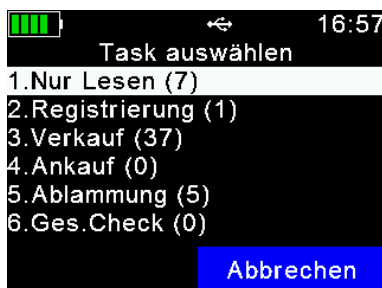 16:57
Task auswählen
1.Nur Lesen (7)
2.Registrierung (1)
3.Verkauf (37)
4.Ankauf (0)
5.Ablammung (5)
6.Ges.Check (0)
Abbrechen